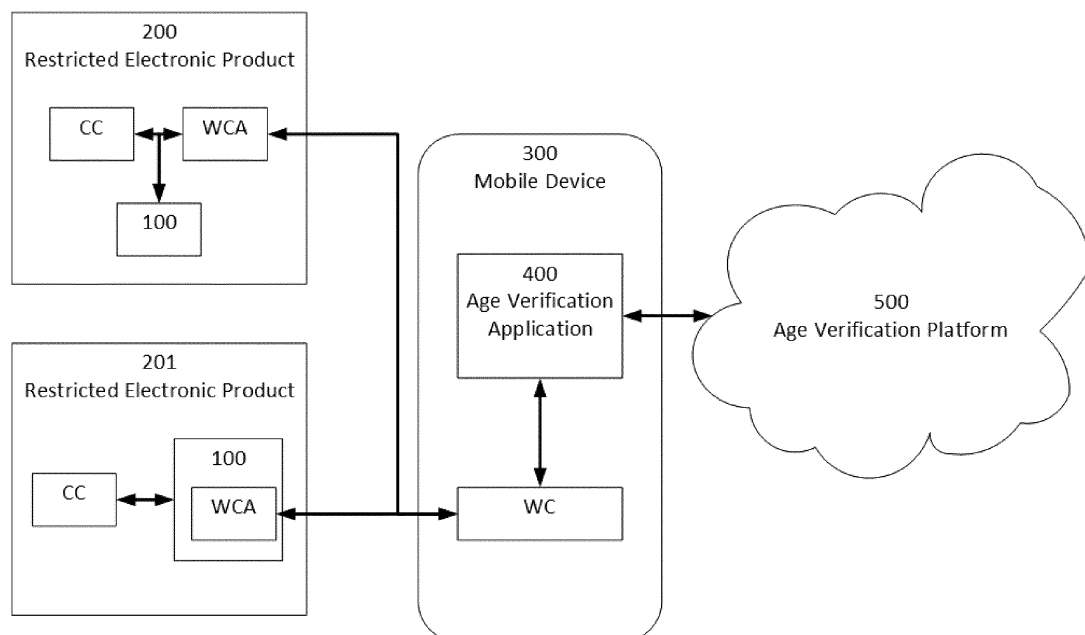 200
Restricted Electronic Product
CC
WCA
100
201
Restricted Electronic Product
100
CC
WCA
300
Mobile Device
400
Age Verification
Application
WC
500
Age Verification Platform